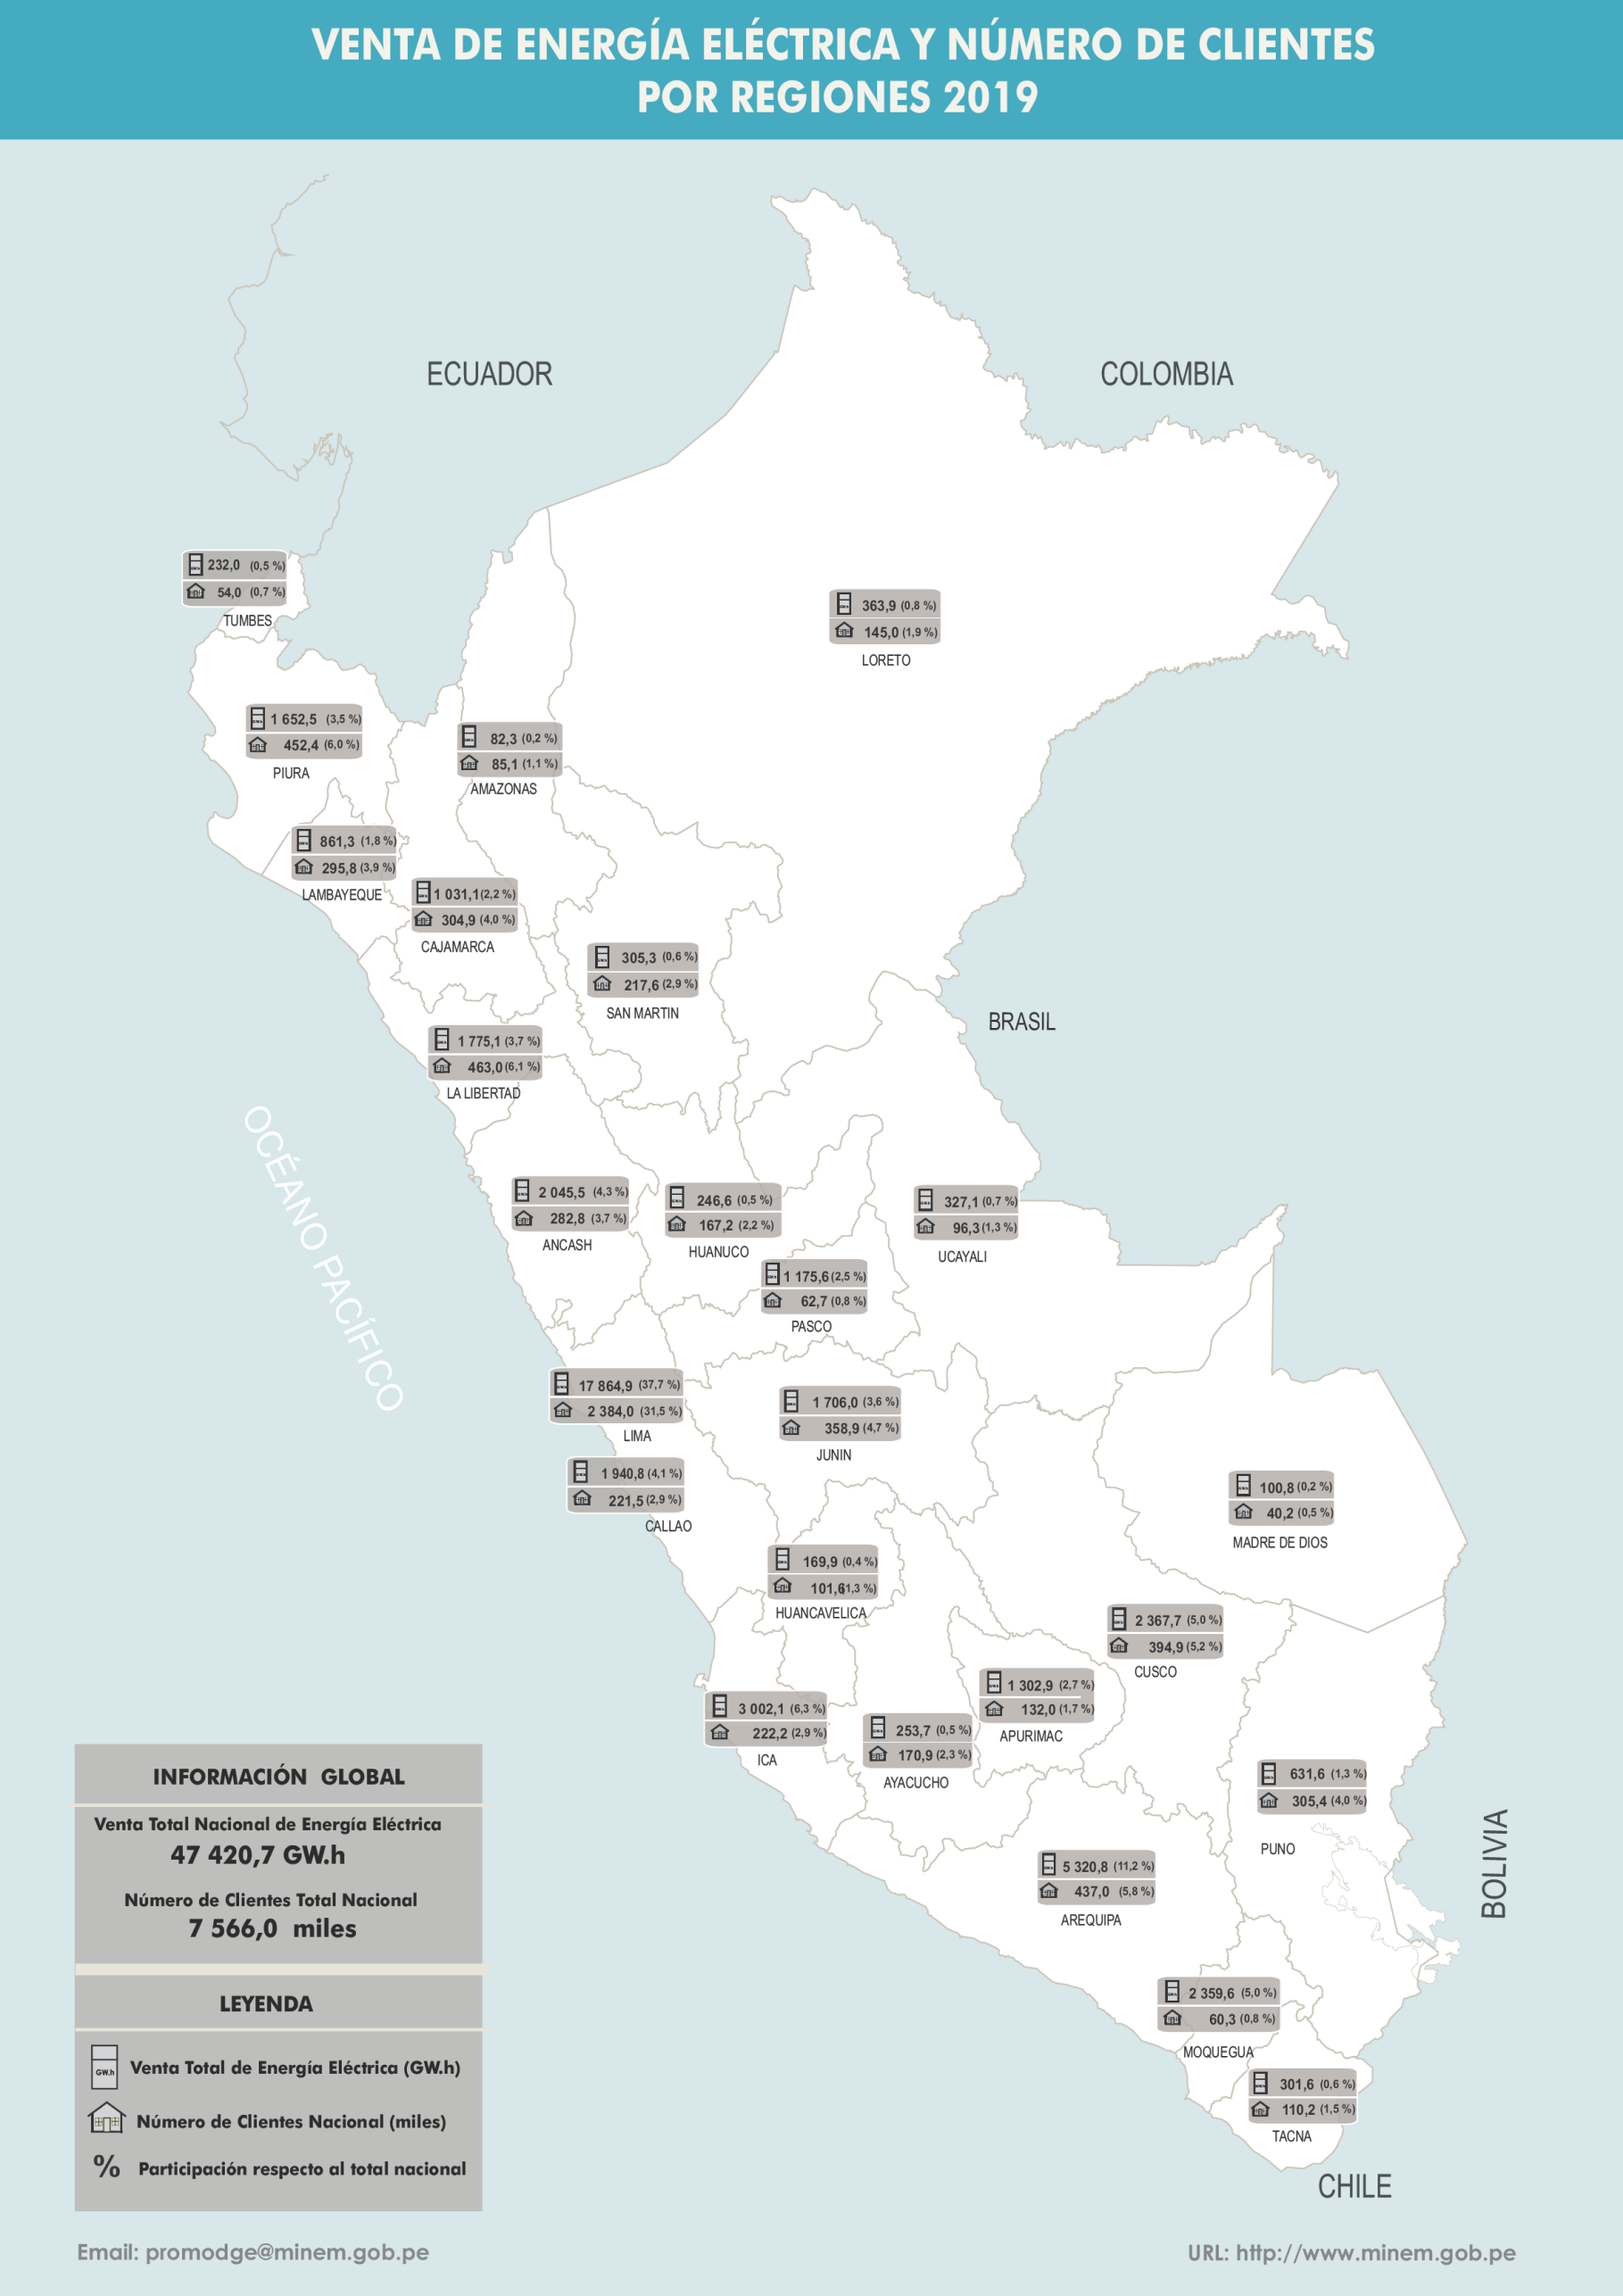 VENTA DE ENERGÍA ELÉCTRICA Y NÚMERO DE CLIENTES
POR REGIONES 2019
ECUADOR
COLOMBIA
232,0 (0,5 %)
54,0 (0,7 %)
TUMBES
363,9 (0,8 %)
145,0 (1,9 %)
LORETO
1 652,5 (3,5 %)
452,4 (6,0 %)
PIURA
82,3 (0,2 %)
85,1 (1,1 %)
AMAZONAS
861,3 (1,8 %)
295,8 (3,9 %)
LAMBAYEQUE
1 031,1 (2,2 %)
304,9 (4,0 %)
CAJAMARCA
305,3 (0,6 %)
217,6 (2,9 %)
SAN MARTIN
BRASIL
1 775,1 (3,7 %)
463,0 (6,1 %)
LA LIBERTAD
OCÉANO PACÍFICO
2 045,5 (4,3 %)
282,8 (3,7 %)
ANCASH
246,6 (0,5 %)
167,2 (2,2 %)
HUANUCO
327,1 (0,7 %)
96,3 (1,3 %)
UCAYALI
1 175,6 (2,5 %)
62,7 (0,8 %)
PASCO
17 864,9 (37,7 %)
2 384,0 (31,5 %)
LIMA
1 706,0 (3,6 %)
358,9 (4,7 %)
JUNIN
1 940,8 (4,1 %)
221,5 (2,9 %)
CALLAO
100,8 (0,2 %)
40,2 (0,5 %)
MADRE DE DIOS
169,9 (0,4 %)
101,6 (1,3 %)
HUANCAVELICA
2 367,7 (5,0 %)
394,9 (5,2 %)
CUSCO
1 302,9 (2,7 %)
132,0 (1,7 %)
APURIMAC
3 002,1 (6,3 %)
222,2 (2,9 %)
ICA
253,7 (0,5 %)
170,9 (2,3 %)
AYACUCHO
631,6 (1,3 %)
305,4 (4,0 %)
PUNO
BOLIVIA
5 320,8 (11,2 %)
437,0 (5,8 %)
AREQUIPA
2 359,6 (5,0 %)
60,3 (0,8 %)
MOQUEGUA
301,6 (0,6 %)
110,2 (1,5 %)
TACNA
CHILE
INFORMACIÓN GLOBAL
Venta Total Nacional de Energía Eléctrica
47 420,7 GW.h
Número de Clientes Total Nacional
7 566,0 miles
LEYENDA
GW.h
Venta Total de Energía Eléctrica (GW.h)
Número de Clientes Nacional (miles)
% Participación respecto al total nacional
Email: promodge@minem.gob.pe
URL: http://www.minem.gob.pe